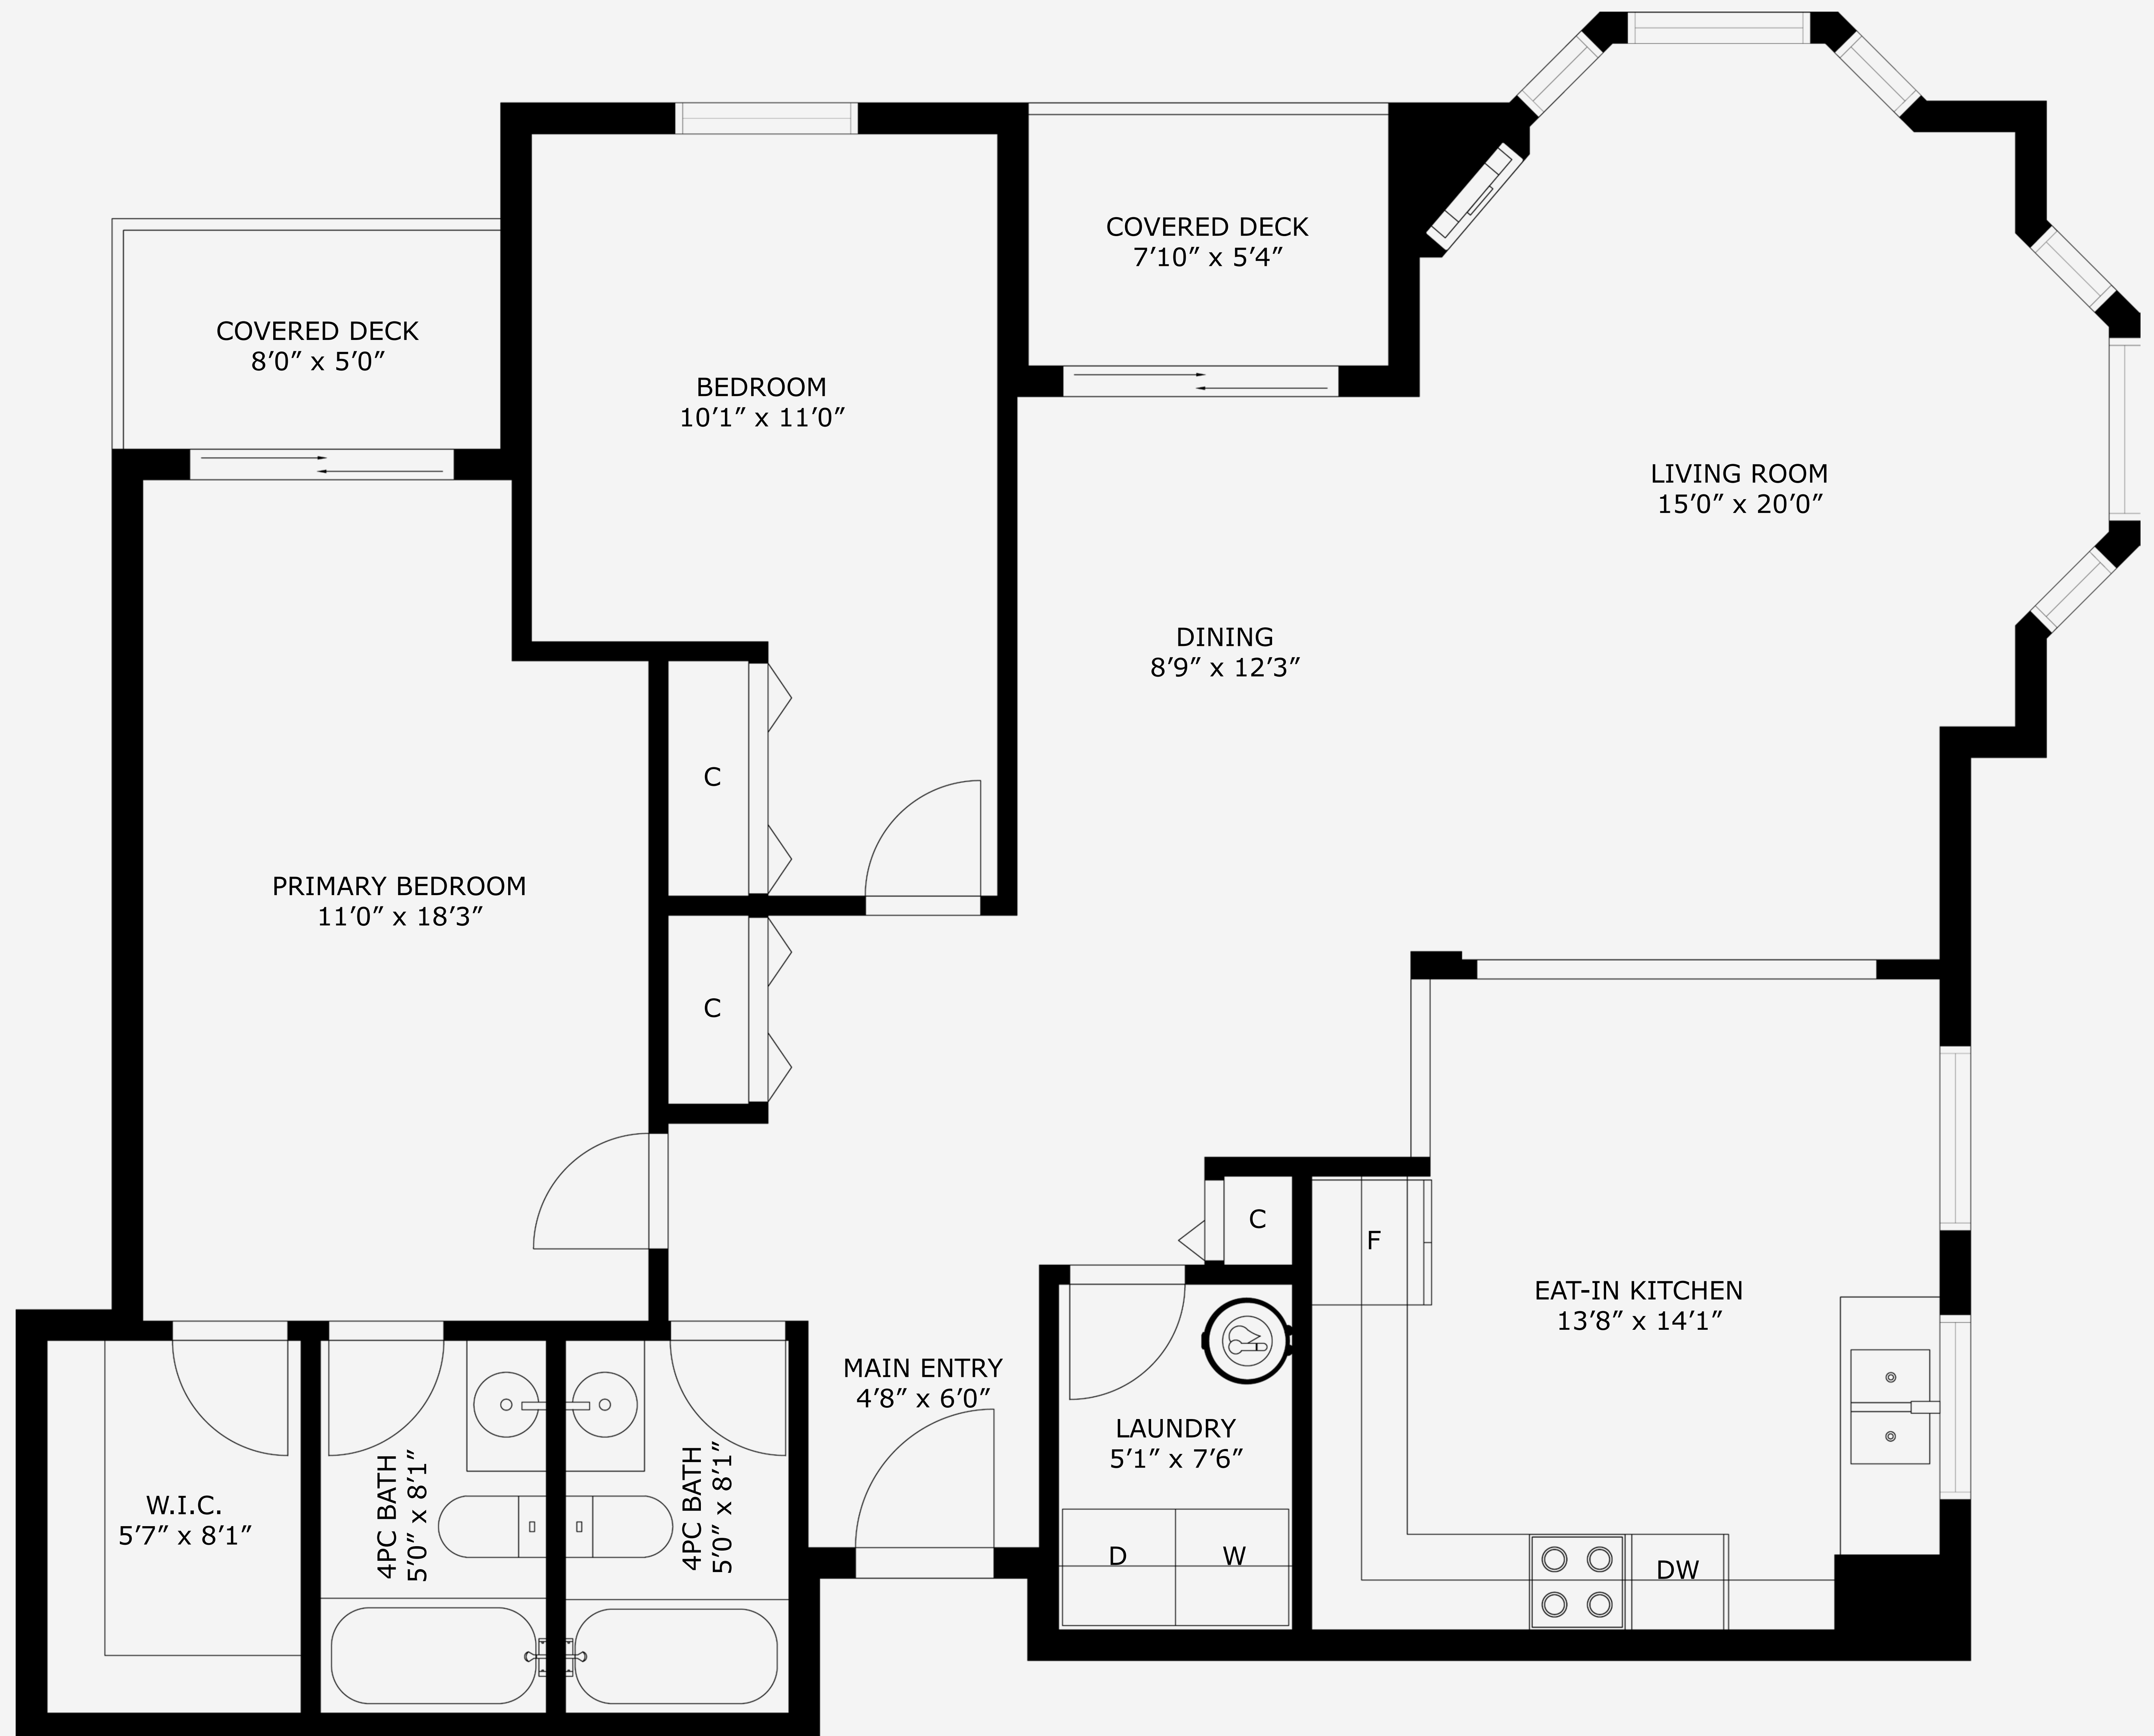 COVERED DECK
7’10” x 5’4”
COVERED DECK
8’0” x 5’0”
BEDROOM
10’1” x 11’0”
LIVING ROOM
15’0” x 20’0”
DINING
8’9” x 12’3”
C
PRIMARY BEDROOM
11’0” x 18’3”
C
C
F
EAT-IN KITCHEN
13’8” x 14’1”
MAIN ENTRY
4’8” x 6’0”
LAUNDRY
5’1” x 7’6”
W.I.C.
5’7” x 8’1”
4PC BATH
5’0” x 8’1”
4PC BATH
5’0” x 8’1”
D
W
DW